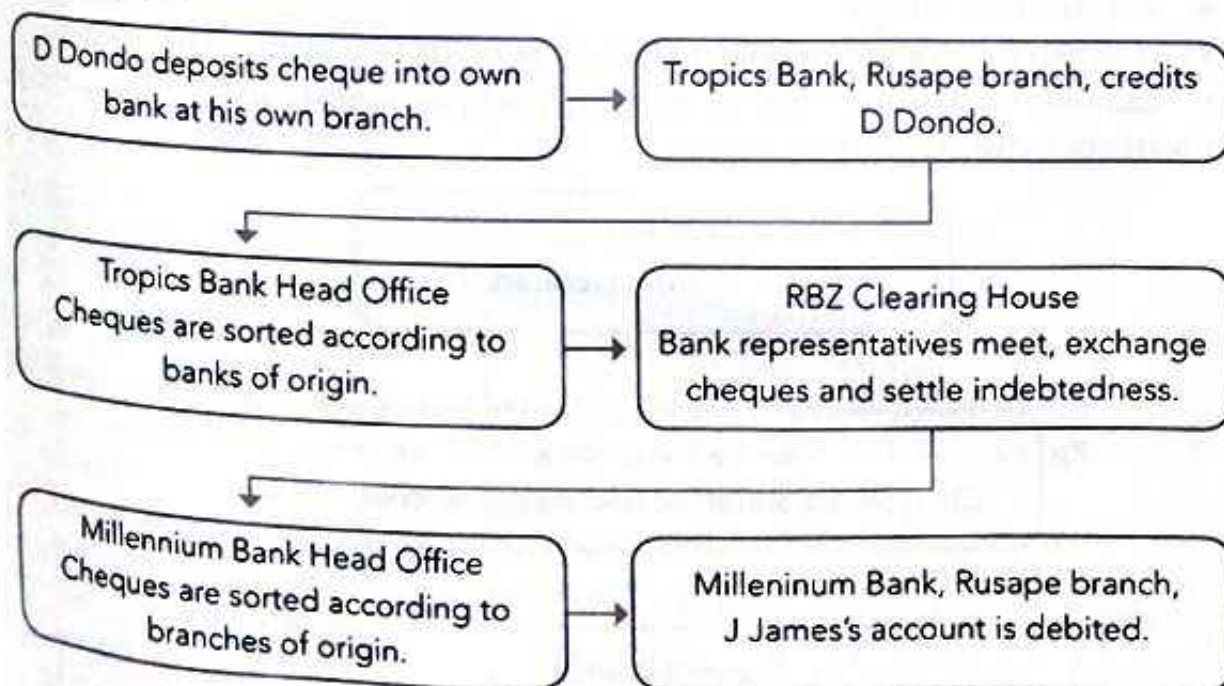 D Dondo deposits cheque into own
bank at his own branch.
Tropics Bank, Rusape branch, credits
D Dondo.
Tropics Bank Head Office
Cheques are sorted according to
banks of origin.
RBZ Clearing House
Bank representatives meet, exchange
cheques and settle indebtedness.
Millennium Bank Head Office
Cheques are sorted according to
branches of origin.
Milleninum Bank, Rusape branch,
J James's account is debited.